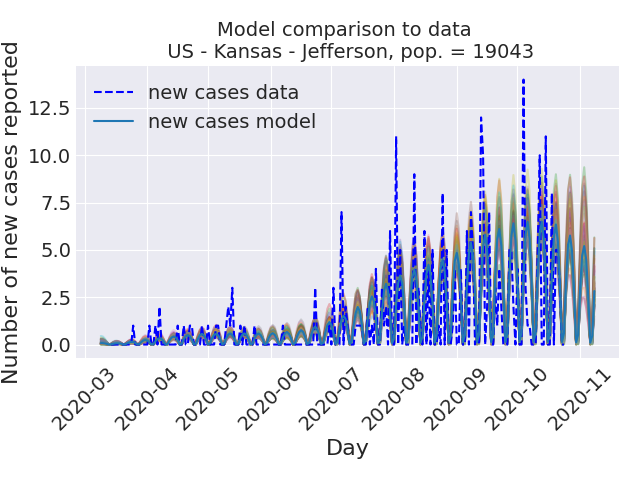 Model comparison to data
US - Kansas - Jefferson, pop. = 19043
Number of new cases reported
12.5
10.0
7.5
5.0
2.5
0.0
new cases data
new cases model
2020-03
2020-04
2020-05
2020-06
2020-07
2020-08
2020-09
2020-10
2020-11
Day